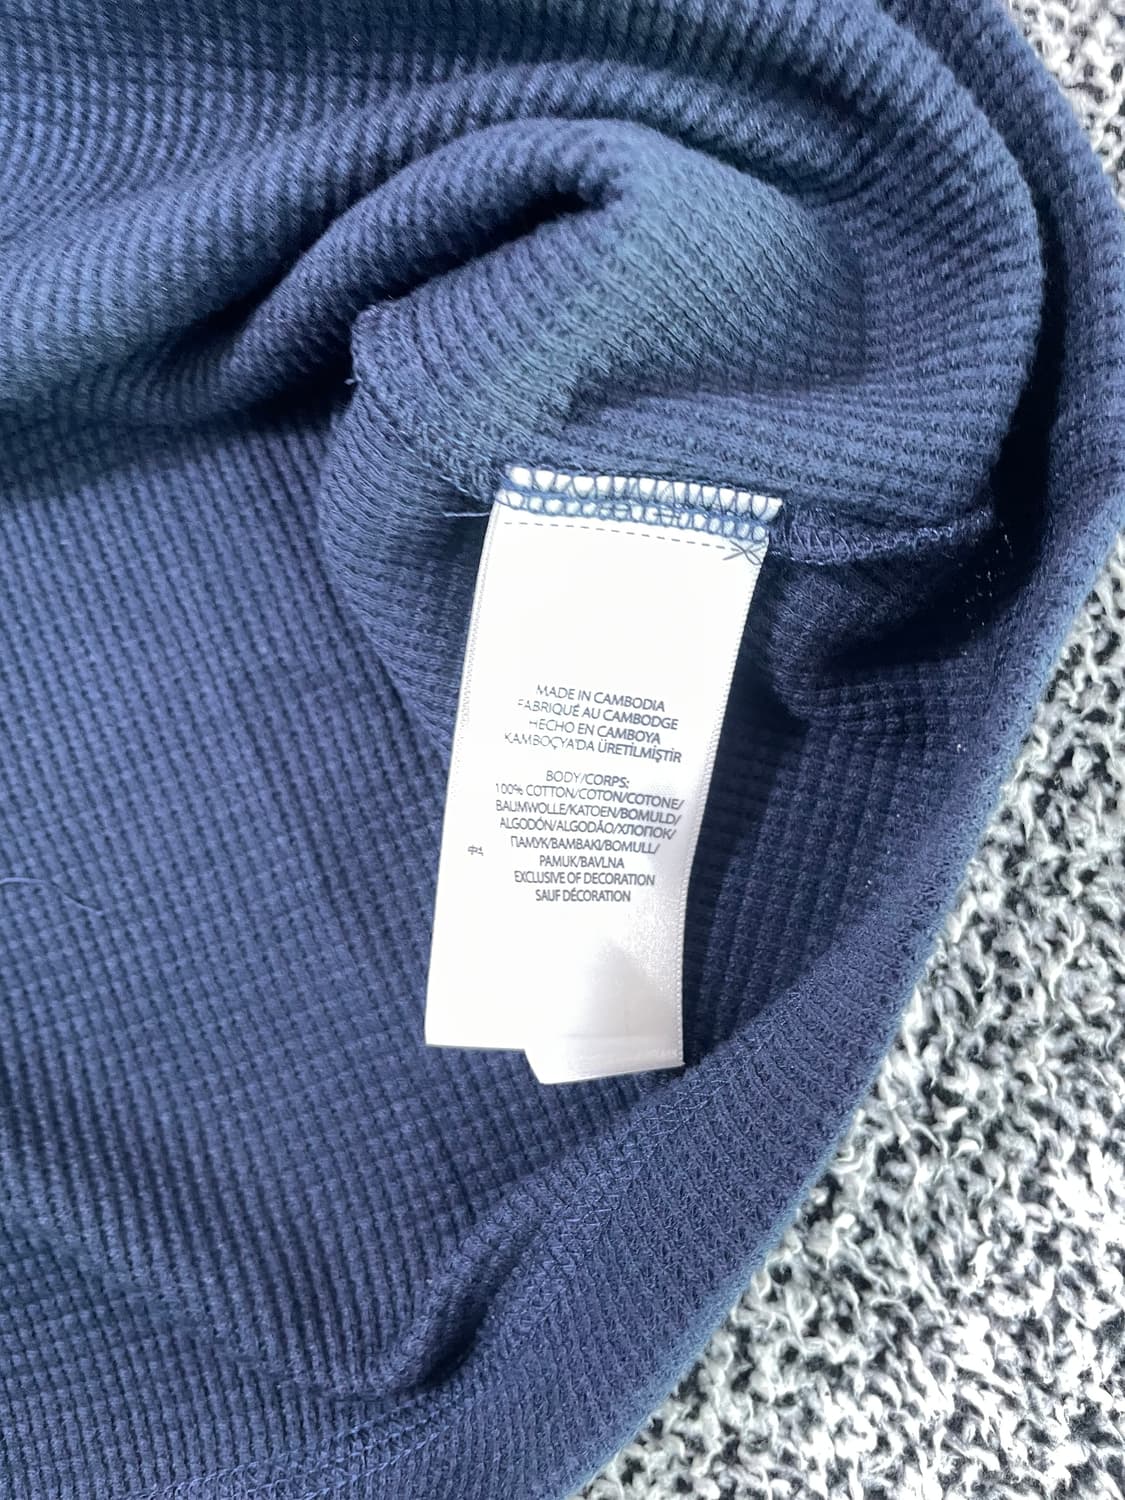 MADE IN CAMBODIA
FABRIQUÉ AU CAMBODGE
HECHO EN CAMBOYA
KAMBOÇYA'DA ÜRETİLMİŞTİR
BODY/CORPS:
100% COTTON/COTON/COTONE/
BAUMWOLLE/KATOEN/BOMULD/
ALGODÓN/ALGODÃO/ХЛОПОК/
ПАМУК/BAMBAKI/BOMULL/
PAMUK/BAVLNA
EXCLUSIVE OF DECORATION
SAUF DÉCORATION